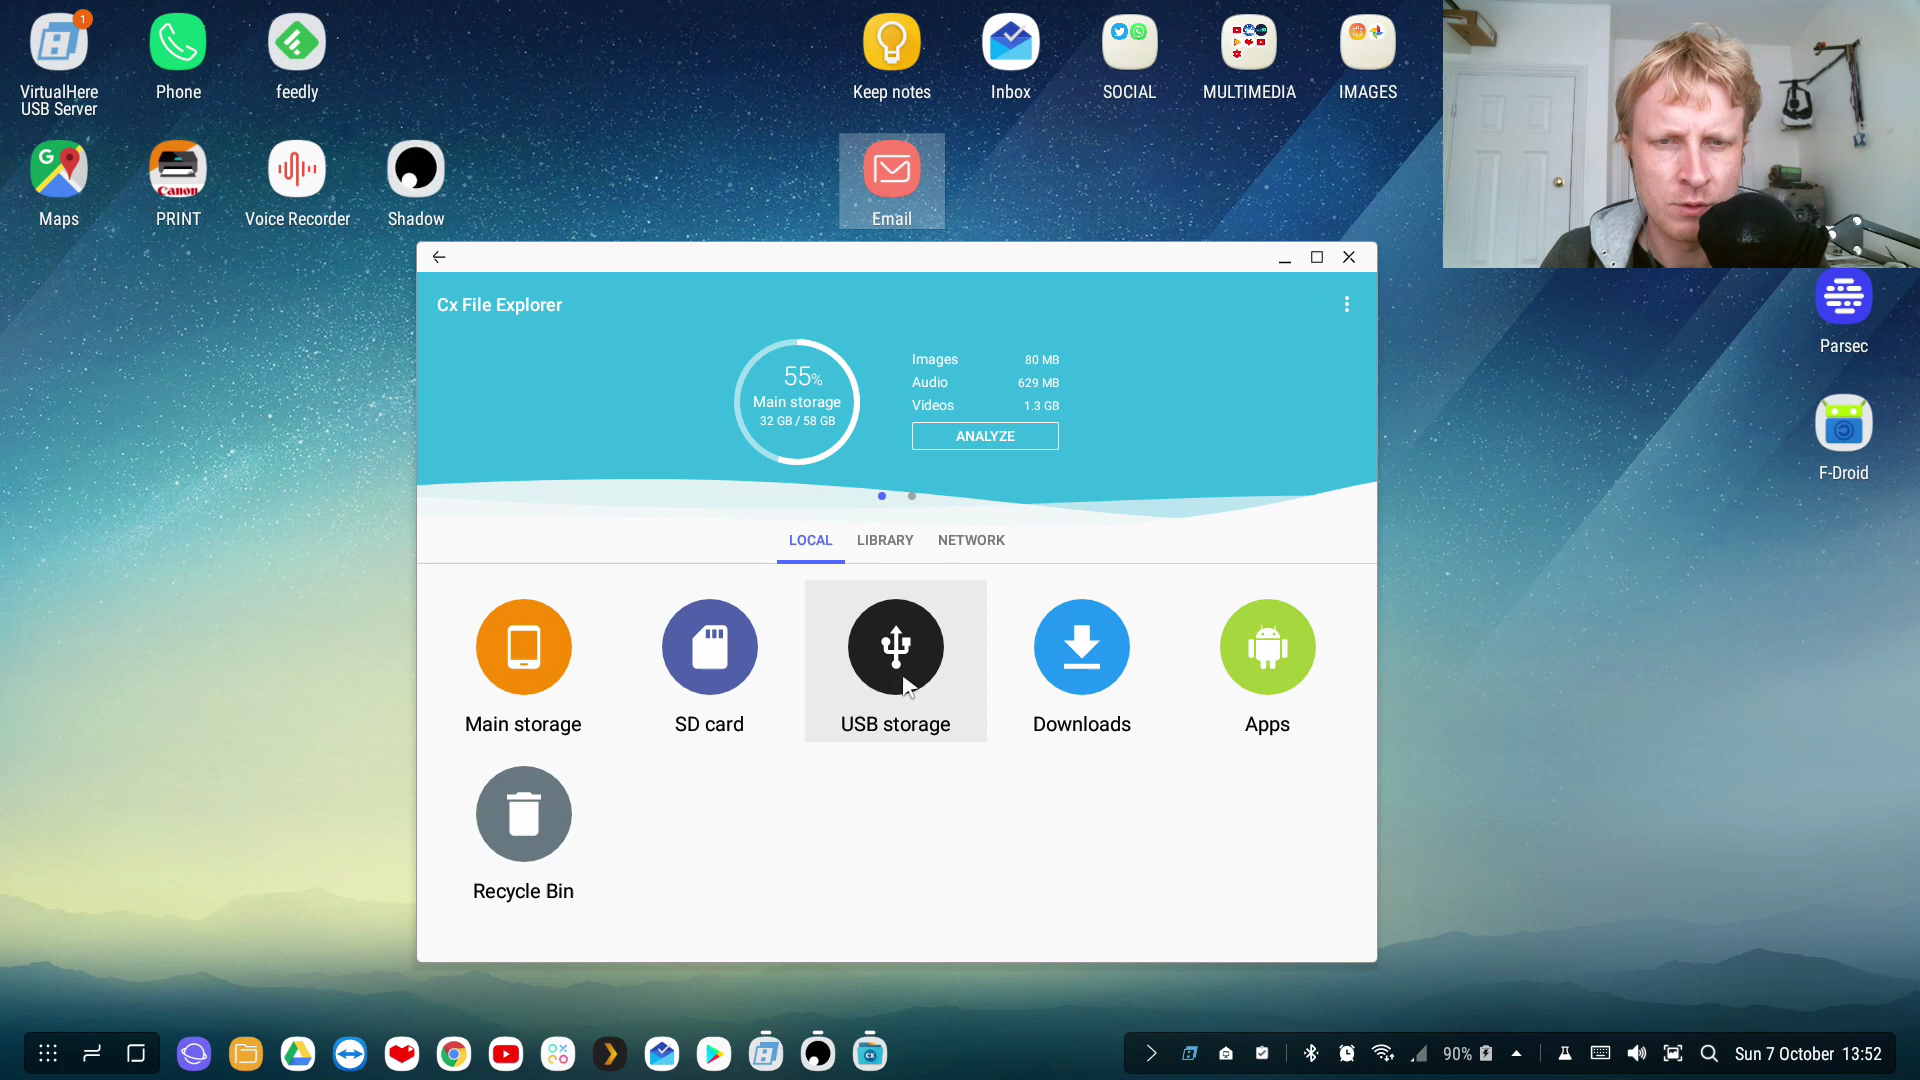 1
VirtualHere
USB Server
Phone
feedly
Keep notes
Inbox
SOCIAL
MULTIMEDIA
IMAGES
G
Maps
Canon
PRINT
Voice Recorder
Shadow
Email
Cx File Explorer
55%
Main storage
32 GB / 58 GB
Images 80 MB
Audio 629 MB
Videos 1.3 GB
ANALYZE
Parsec
F-Droid
LOCAL LIBRARY NETWORK
Main storage
SD card
USB storage
Downloads
Apps
Recycle Bin
CX
90%
Sun 7 October 13:52